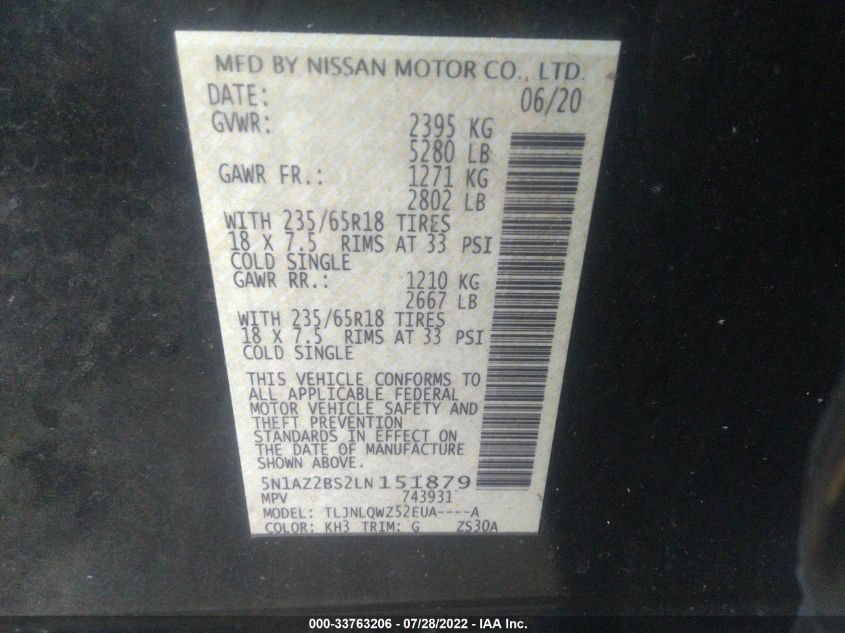 MFD BY NISSAN MOTOR CO., LTD.
DATE: 06/20
GVWR: 2395 KG
5280 LB
GAWR FR.: 1271 KG
2802 LB
WITH 235/65R18 TIRES
18 X 7.5 RIMS AT 33 PSI
COLD SINGLE
GAWR RR.: 1210 KG
2667 LB
WITH 235/65R18 TIRES
18 X 7.5 RIMS AT 33 PSI
COLD SINGLE
THIS VEHICLE CONFORMS TO
ALL APPLICABLE FEDERAL
MOTOR VEHICLE SAFETY AND
THEFT PREVENTION
STANDARDS IN EFFECT ON
THE DATE OF MANUFACTURE
SHOWN ABOVE.
5N1AZ2BS2LN151879
MPV 743931
MODEL: TLJNLQWZ52EUA----A
COLOR: KH3 TRIM: G ZS30A
000-33763206 - 07/28/2022 - IAA Inc.